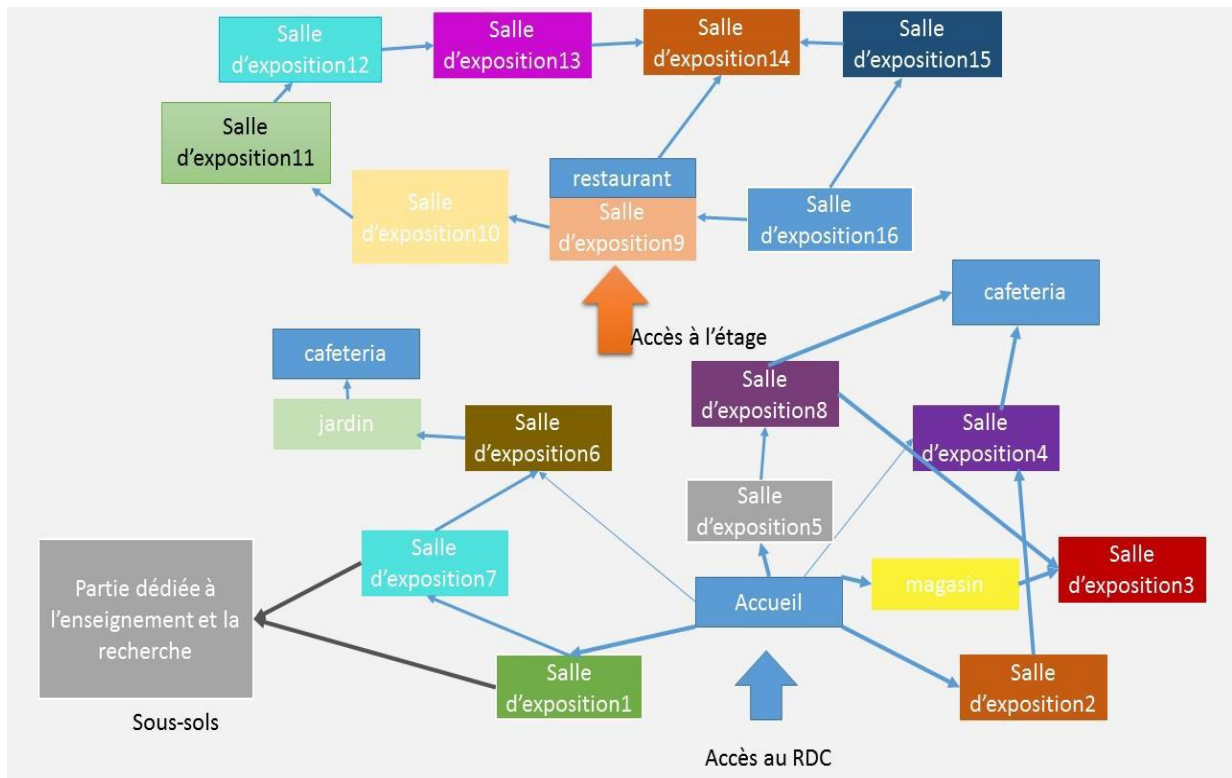 Salle
d'exposition12
Salle
d'exposition13
Salle
d'exposition14
Salle
d'exposition15
Salle
d'exposition11
Salle
d'exposition10
restaurant
Salle
d'exposition9
Salle
d'exposition16
Accès à l'étage
cafeteria
cafeteria
jardin
Salle
d'exposition6
Salle
d'exposition8
Salle
d'exposition4
Salle
d'exposition5
Salle
d'exposition7
Partie dédiée à
l'enseignement et la
recherche
Accueil
magasin
Salle
d'exposition3
Salle
d'exposition1
Salle
d'exposition2
Sous-sols
Accès au RDC